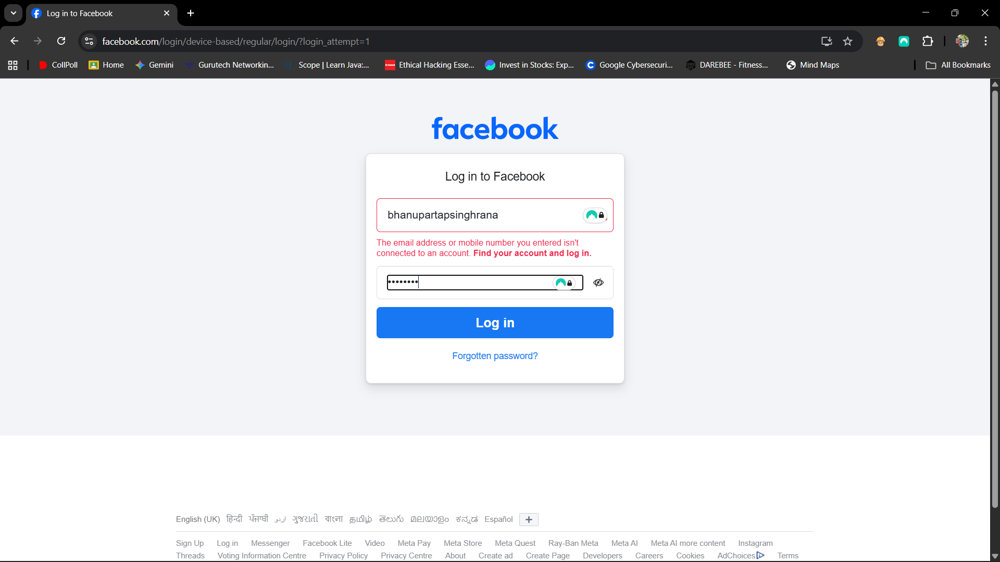 Log in to Facebook
facebook.com/login/device-based/regular/login/?login_attempt=1
CollPoll Home Gemini Gurutech Networkin... Scope | Learn Java:... Ethical Hacking Esse... Invest in Stocks: Exp... Google Cybersecuri... DAREBEE - Fitness... Mind Maps All Bookmarks
facebook
Log in to Facebook
bhanupartapsinghrana
The email address or mobile number you entered isn't
connected to an account. Find your account and log in.
••••••••
Log in
Forgotten password?
English (UK) हिन्दी ਪੰਜਾਬੀ اردو ગુજરાતી বাংলা தமிழ் తెలుగు മലയാളം ಕನ್ನಡ Español
Sign Up Log in Messenger Facebook Lite Video Meta Pay Meta Store Meta Quest Ray-Ban Meta Meta AI Meta AI more content Instagram
Threads Voting Information Centre Privacy Policy Privacy Centre About Create ad Create Page Developers Careers Cookies AdChoices Terms